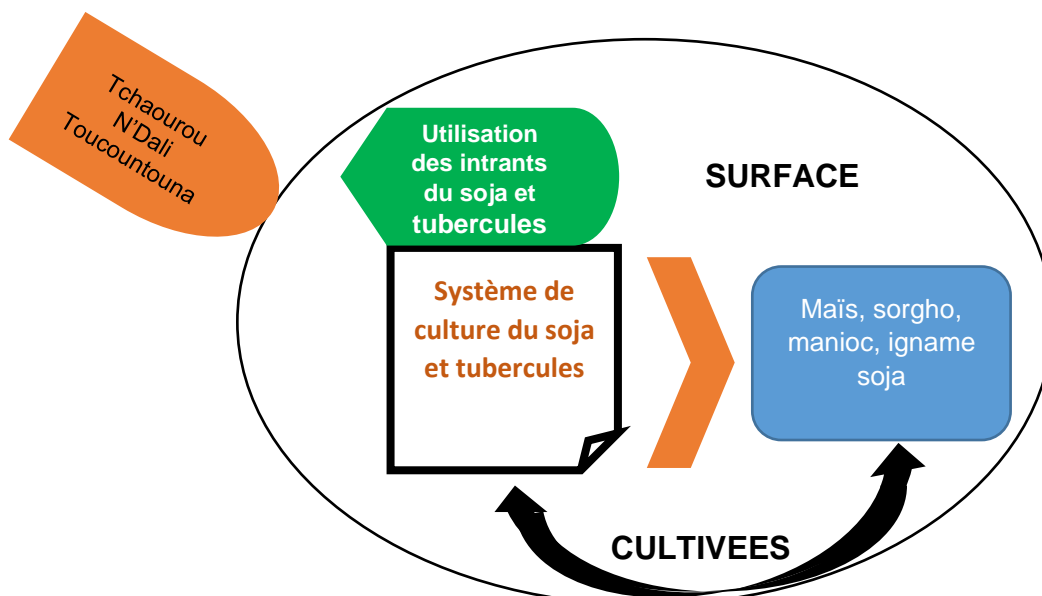 Tchaourou
N'Dali
Toucountouna
Utilisation
des intrants
du soja et
tubercules
SURFACE
Système de
culture du soja
et tubercules
Maïs, sorgho,
manioc, igname
soja
CULTIVEES